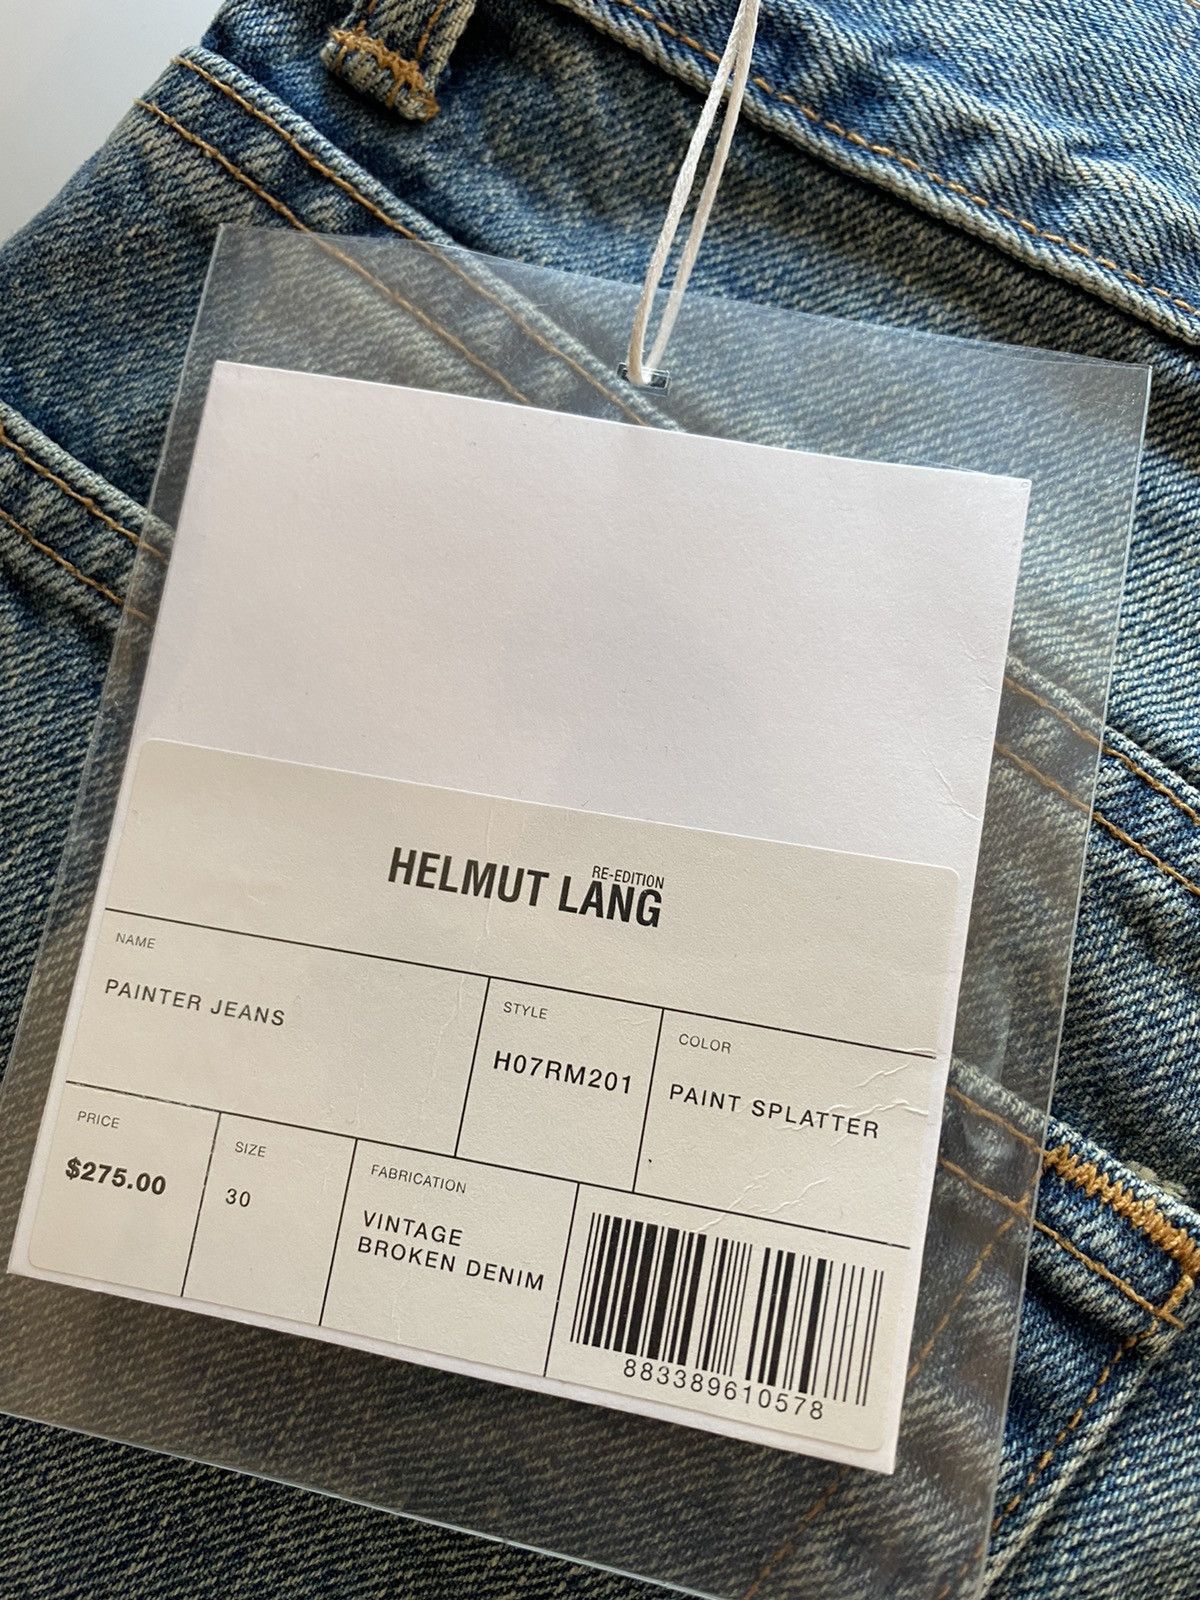 RE-EDITION
HELMUT LANG
NAME
PAINTER JEANS
STYLE
H07RM201
COLOR
PAINT SPLATTER
PRICE
$275.00
SIZE
30
FABRICATION
VINTAGE
BROKEN DENIM
883389610578